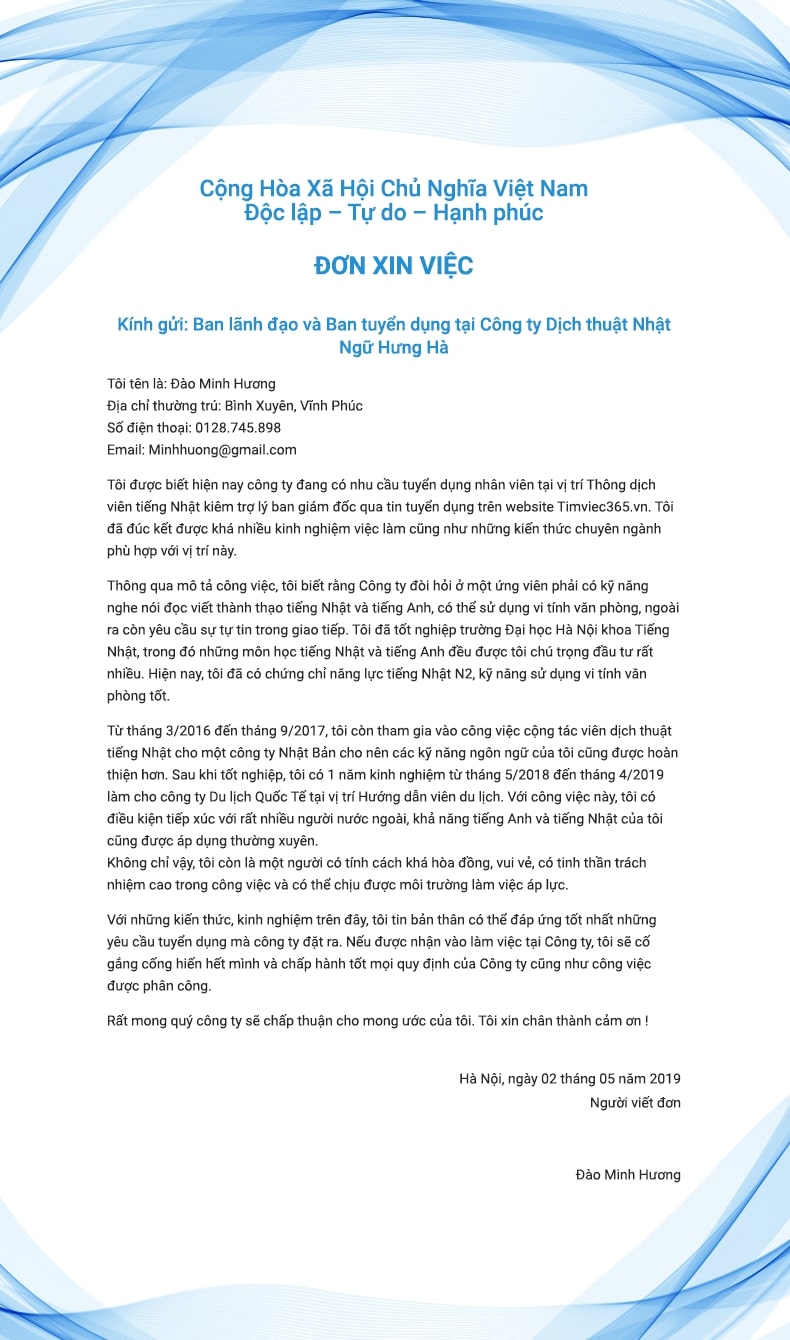 Cộng Hòa Xã Hội Chủ Nghĩa Việt Nam
Độc lập – Tự do – Hạnh phúc
ĐƠN XIN VIỆC
Kính gửi: Ban lãnh đạo và Ban tuyển dụng tại Công ty Dịch thuật Nhật
Ngữ Hưng Hà
Tôi tên là: Đào Minh Hương
Địa chỉ thường trú: Bình Xuyên, Vĩnh Phúc
Số điện thoại: 0128.745.898
Email: Minhhuong@gmail.com
Tôi được biết hiện nay công ty đang có nhu cầu tuyển dụng nhân viên tại vị trí Thông dịch
viên tiếng Nhật kiêm trợ lý ban giám đốc qua tin tuyển dụng trên website Timviec365.vn. Tôi
đã đúc kết được khá nhiều kinh nghiệm việc làm cũng như những kiến thức chuyên ngành
phù hợp với vị trí này.
Thông qua mô tả công việc, tôi biết rằng Công ty đòi hỏi ở một ứng viên phải có kỹ năng
nghe nói đọc viết thành thạo tiếng Nhật và tiếng Anh, có thể sử dụng vi tính văn phòng, ngoài
ra còn yêu cầu sự tự tin trong giao tiếp. Tôi đã tốt nghiệp trường Đại học Hà Nội khoa Tiếng
Nhật, trong đó những môn học tiếng Nhật và tiếng Anh đều được tôi chú trọng đầu tư rất
nhiều. Hiện nay, tôi đã có chứng chỉ năng lực tiếng Nhật N2, kỹ năng sử dụng vi tính văn
phòng tốt.
Từ tháng 3/2016 đến tháng 9/2017, tôi còn tham gia vào công việc cộng tác viên dịch thuật
tiếng Nhật cho một công ty Nhật Bản cho nên các kỹ năng ngôn ngữ của tôi cũng được hoàn
thiện hơn. Sau khi tốt nghiệp, tôi có 1 năm kinh nghiệm từ tháng 5/2018 đến tháng 4/2019
làm cho công ty Du lịch Quốc Tế tại vị trí Hướng dẫn viên du lịch. Với công việc này, tôi có
điều kiện tiếp xúc với rất nhiều người nước ngoài, khả năng tiếng Anh và tiếng Nhật của tôi
cũng được áp dụng thường xuyên.
Không chỉ vậy, tôi còn là một người có tính cách khá hòa đồng, vui vẻ, có tinh thần trách
nhiệm cao trong công việc và có thể chịu được môi trường làm việc áp lực.
Với những kiến thức, kinh nghiệm trên đây, tôi tin bản thân có thể đáp ứng tốt nhất những
yêu cầu tuyển dụng mà công ty đặt ra. Nếu được nhận vào làm việc tại Công ty, tôi sẽ cố
gắng cống hiến hết mình và chấp hành tốt mọi quy định của Công ty cũng như công việc
được phân công.
Rất mong quý công ty sẽ chấp thuận cho mong ước của tôi. Tôi xin chân thành cảm ơn !
Hà Nội, ngày 02 tháng 05 năm 2019
Người viết đơn
Đào Minh Hương